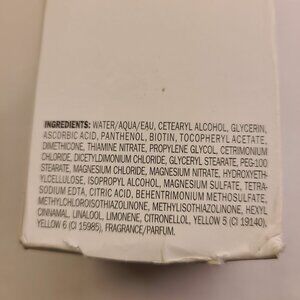 INGREDIENTS: WATER/AQUA/EAU, CETEARYL ALCOHOL, GLYCERIN,
ASCORBIC ACID, PANTHENOL, BIOTIN, TOCOPHERYL ACETATE,
DIMETHICONE, THIAMINE NITRATE, PROPYLENE GLYCOL, CETRIMONIUM
CHLORIDE, DICETYLDIMONIUM CHLORIDE, GLYCERYL STEARATE, PEG-100
STEARATE, MAGNESIUM CHLORIDE, MAGNESIUM NITRATE, HYDROXYETH-
YLCELLULOSE, ISOPROPYL ALCOHOL, MAGNESIUM SULFATE, TETRA-
SODIUM EDTA, CITRIC ACID, BEHENTRIMONIUM METHOSULFATE,
METHYLCHLOROISOTHIAZOLINONE, METHYLISOTHIAZOLINONE, HEXYL
CINNAMAL, LINALOOL, LIMONENE, CITRONELLOL, YELLOW 5 (CI 19140),
YELLOW 6 (CI 15985), FRAGRANCE/PARFUM.